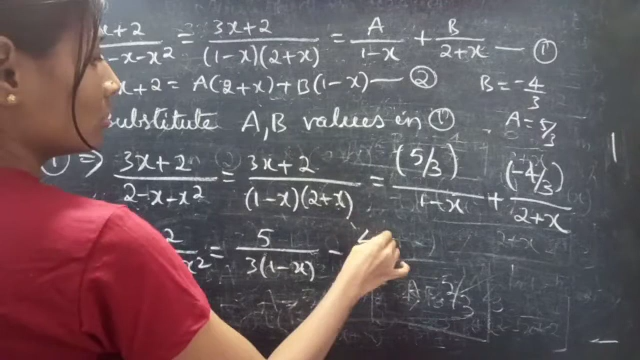 x+2/-x-x² = 3x+2/(1-x)(2+x) = A/1-x + B/2+x — ①
x+2 = A(2+x)+B(1-x) — ②
B = -4/3
A = 5/3
substitute A,B values in ①
① ⇒ 3x+2/2-x-x² = 3x+2/(1-x)(2+x) = (5/3)/1-x + (-4/3)/2+x
2/x² = 5/3(1-x) -